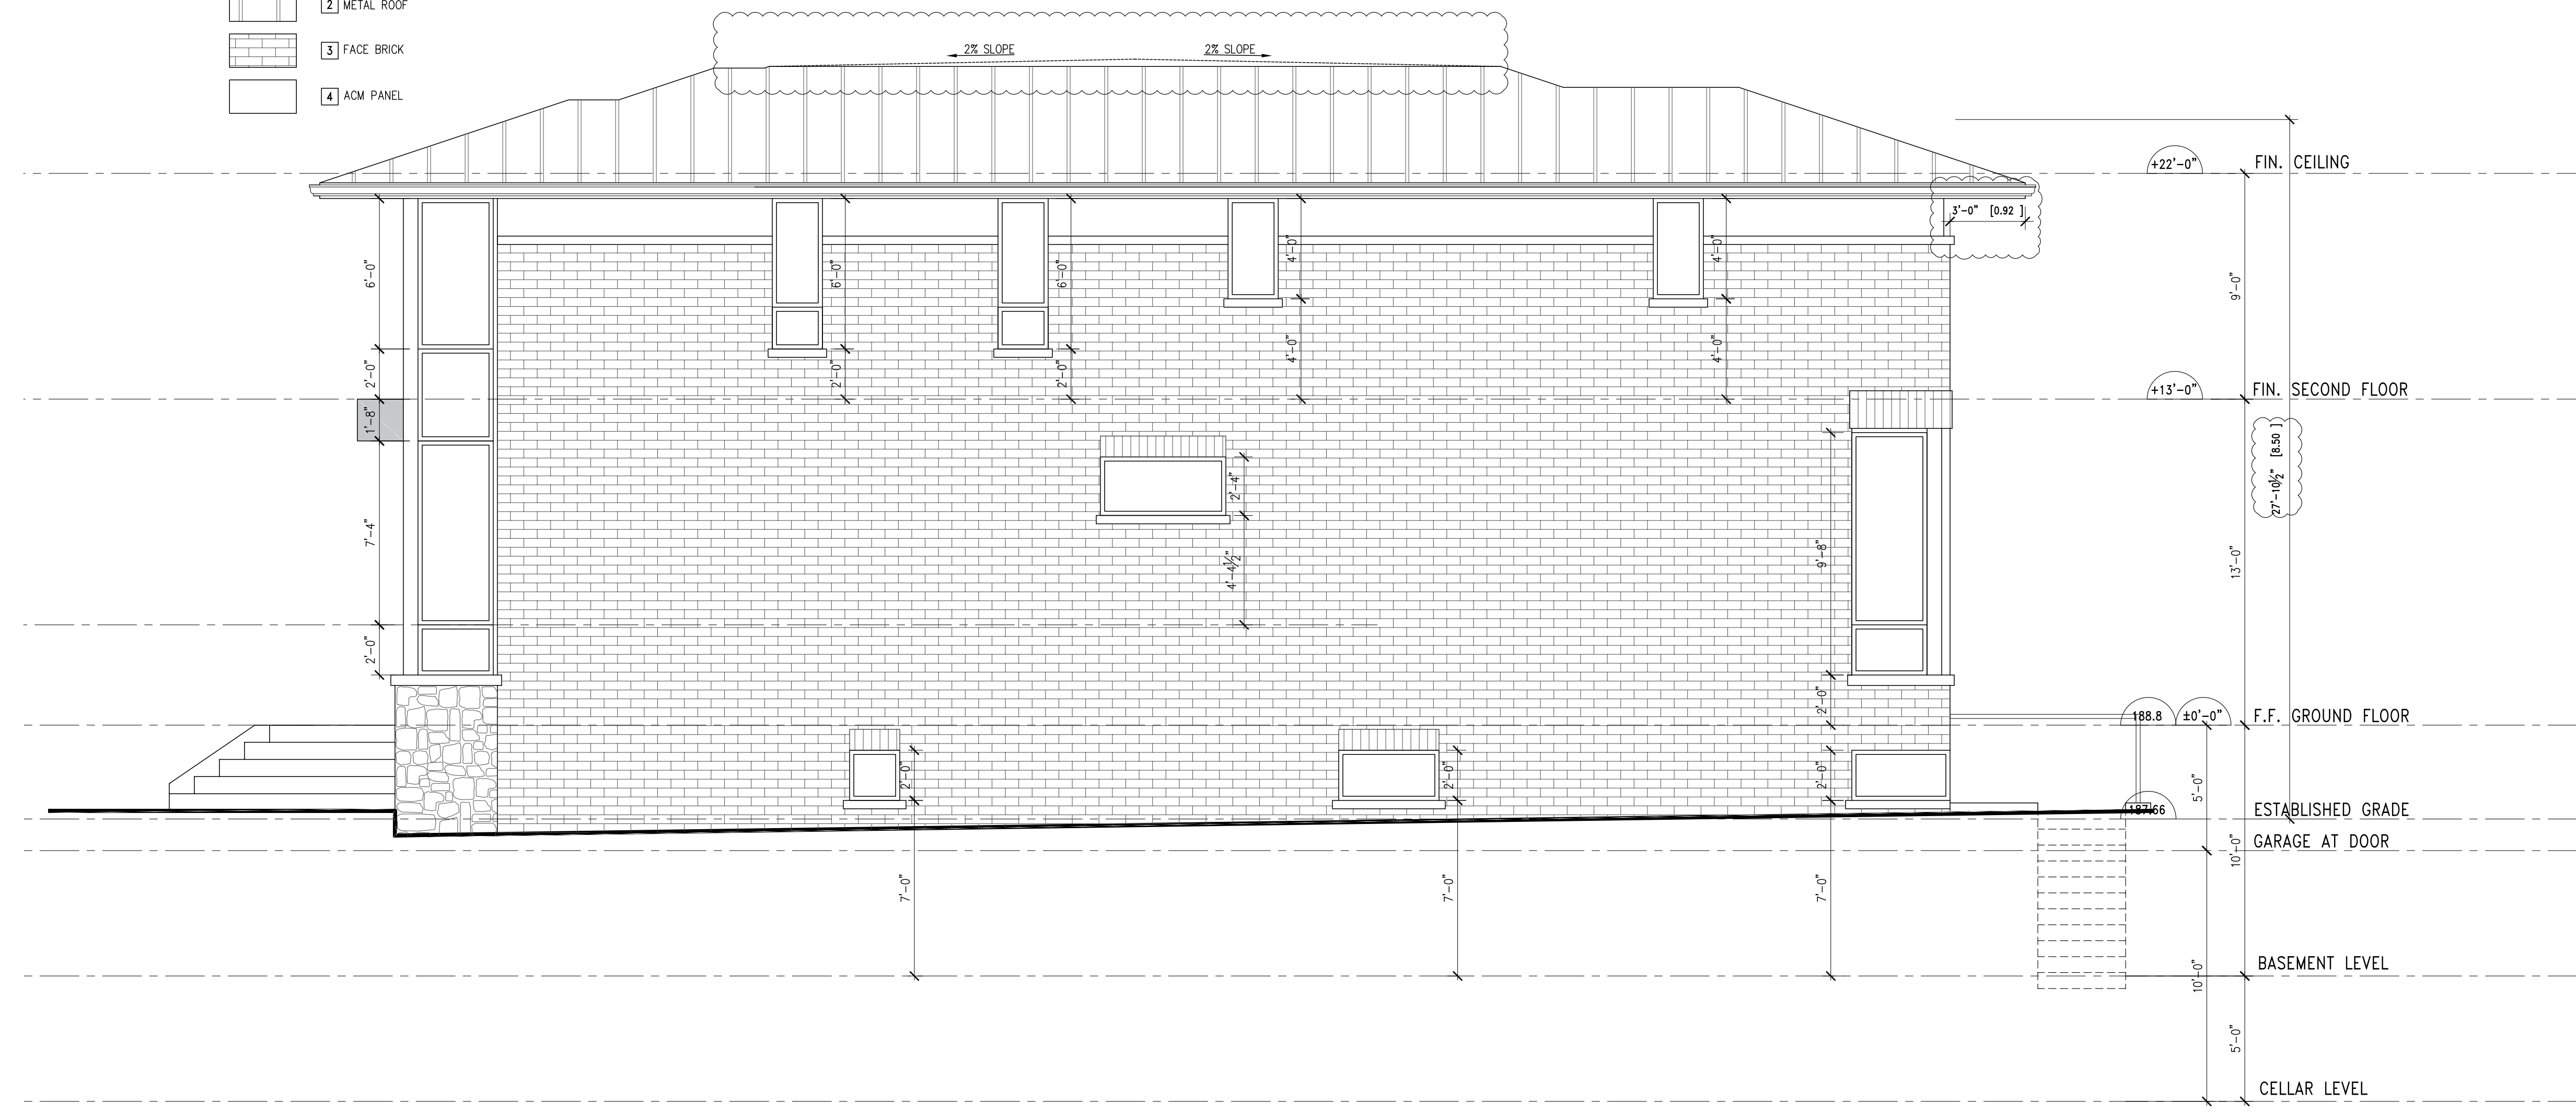 2 METAL ROOF
3 FACE BRICK
4 ACM PANEL
2% SLOPE
2% SLOPE
+22'-0" FIN. CEILING
3'-0" [0.92 ]
6'-0"
6'-0"
6'-0"
4'-0"
4'-0"
9'-0"
2'-0"
2'-0"
2'-0"
4'-0"
4'-0"
+13'-0" FIN. SECOND FLOOR
1'-8"
27'-10½" [8.50 ]
2'-4"
7'-4"
4'-4½"
9'-8"
13'-0"
2'-0"
2'-0"
188.8 ±0'-0" F.F. GROUND FLOOR
2'-0"
2'-0"
2'-0"
5'-0"
187.66 ESTABLISHED GRADE
GARAGE AT DOOR
10'-0"
7'-0"
7'-0"
7'-0"
BASEMENT LEVEL
10'-0"
5'-0"
CELLAR LEVEL